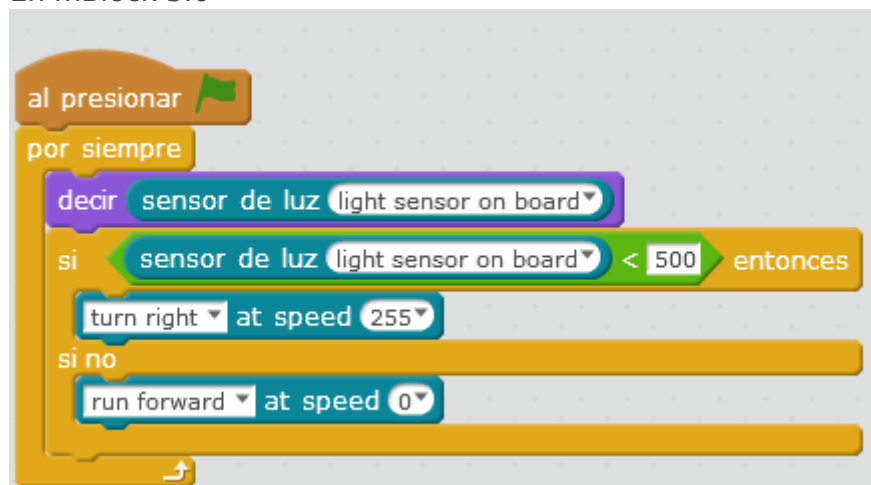 al presionar
por siempre
decir sensor de luz light sensor on board
si sensor de luz light sensor on board < 500 entonces
turn right at speed 255
si no
run forward at speed 0